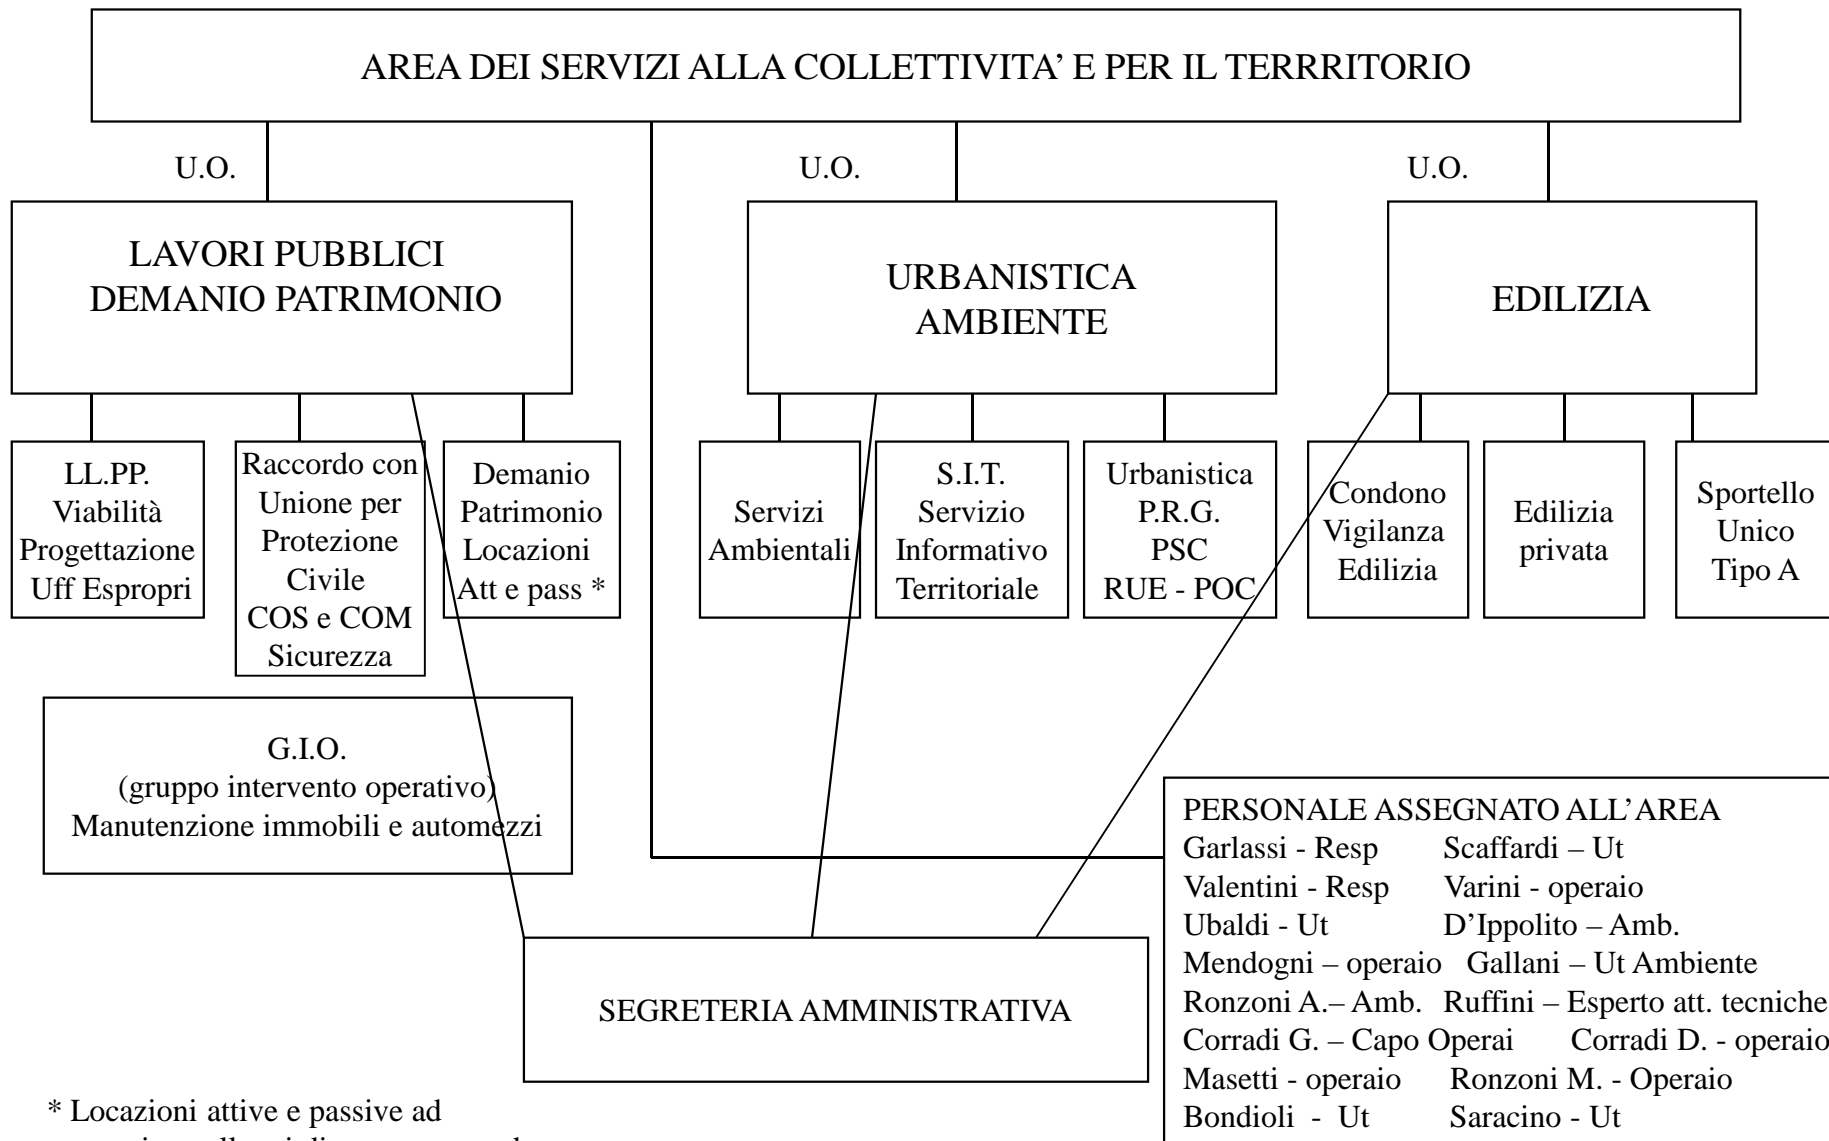 AREA DEI SERVIZI ALLA COLLETTIVITA’ E PER IL TERRRITORIO
U.O.
U.O.
U.O.
LAVORI PUBBLICI
DEMANIO PATRIMONIO
URBANISTICA
AMBIENTE
EDILIZIA
LL.PP.
Viabilità
Progettazione
Uff Espropri
Raccordo con
Unione per
Protezione
Civile
COS e COM
Sicurezza
Demanio
Patrimonio
Locazioni
Att e pass *
Servizi
Ambientali
S.I.T.
Servizio
Informativo
Territoriale
Urbanistica
P.R.G.
PSC
RUE - POC
Condono
Vigilanza
Edilizia
Edilizia
privata
Sportello
Unico
Tipo A
G.I.O.
(gruppo intervento operativo)
Manutenzione immobili e automezzi
SEGRETERIA AMMINISTRATIVA
PERSONALE ASSEGNATO ALL’AREA
Garlassi - Resp Scaffardi – Ut
Valentini - Resp Varini - operaio
Ubaldi - Ut D’Ippolito – Amb.
Mendogni – operaio Gallani – Ut Ambiente
Ronzoni A.– Amb. Ruffini – Esperto att. tecniche
Corradi G. – Capo Operai Corradi D. - operaio
Masetti - operaio Ronzoni M. - Operaio
Bondioli - Ut Saracino - Ut
* Locazioni attive e passive ad